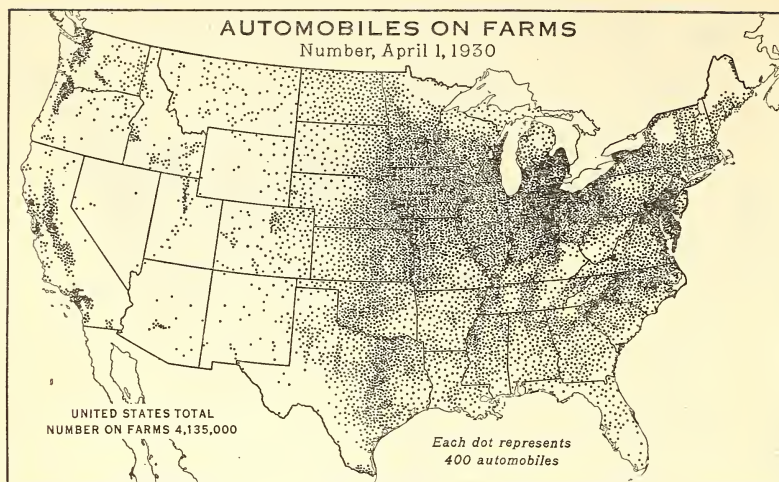 AUTOMOBILES ON FARMS
Number, April 1, 1930
UNITED STATES TOTAL
NUMBER ON FARMS 4,135,000
Each dot represents
400 automobiles